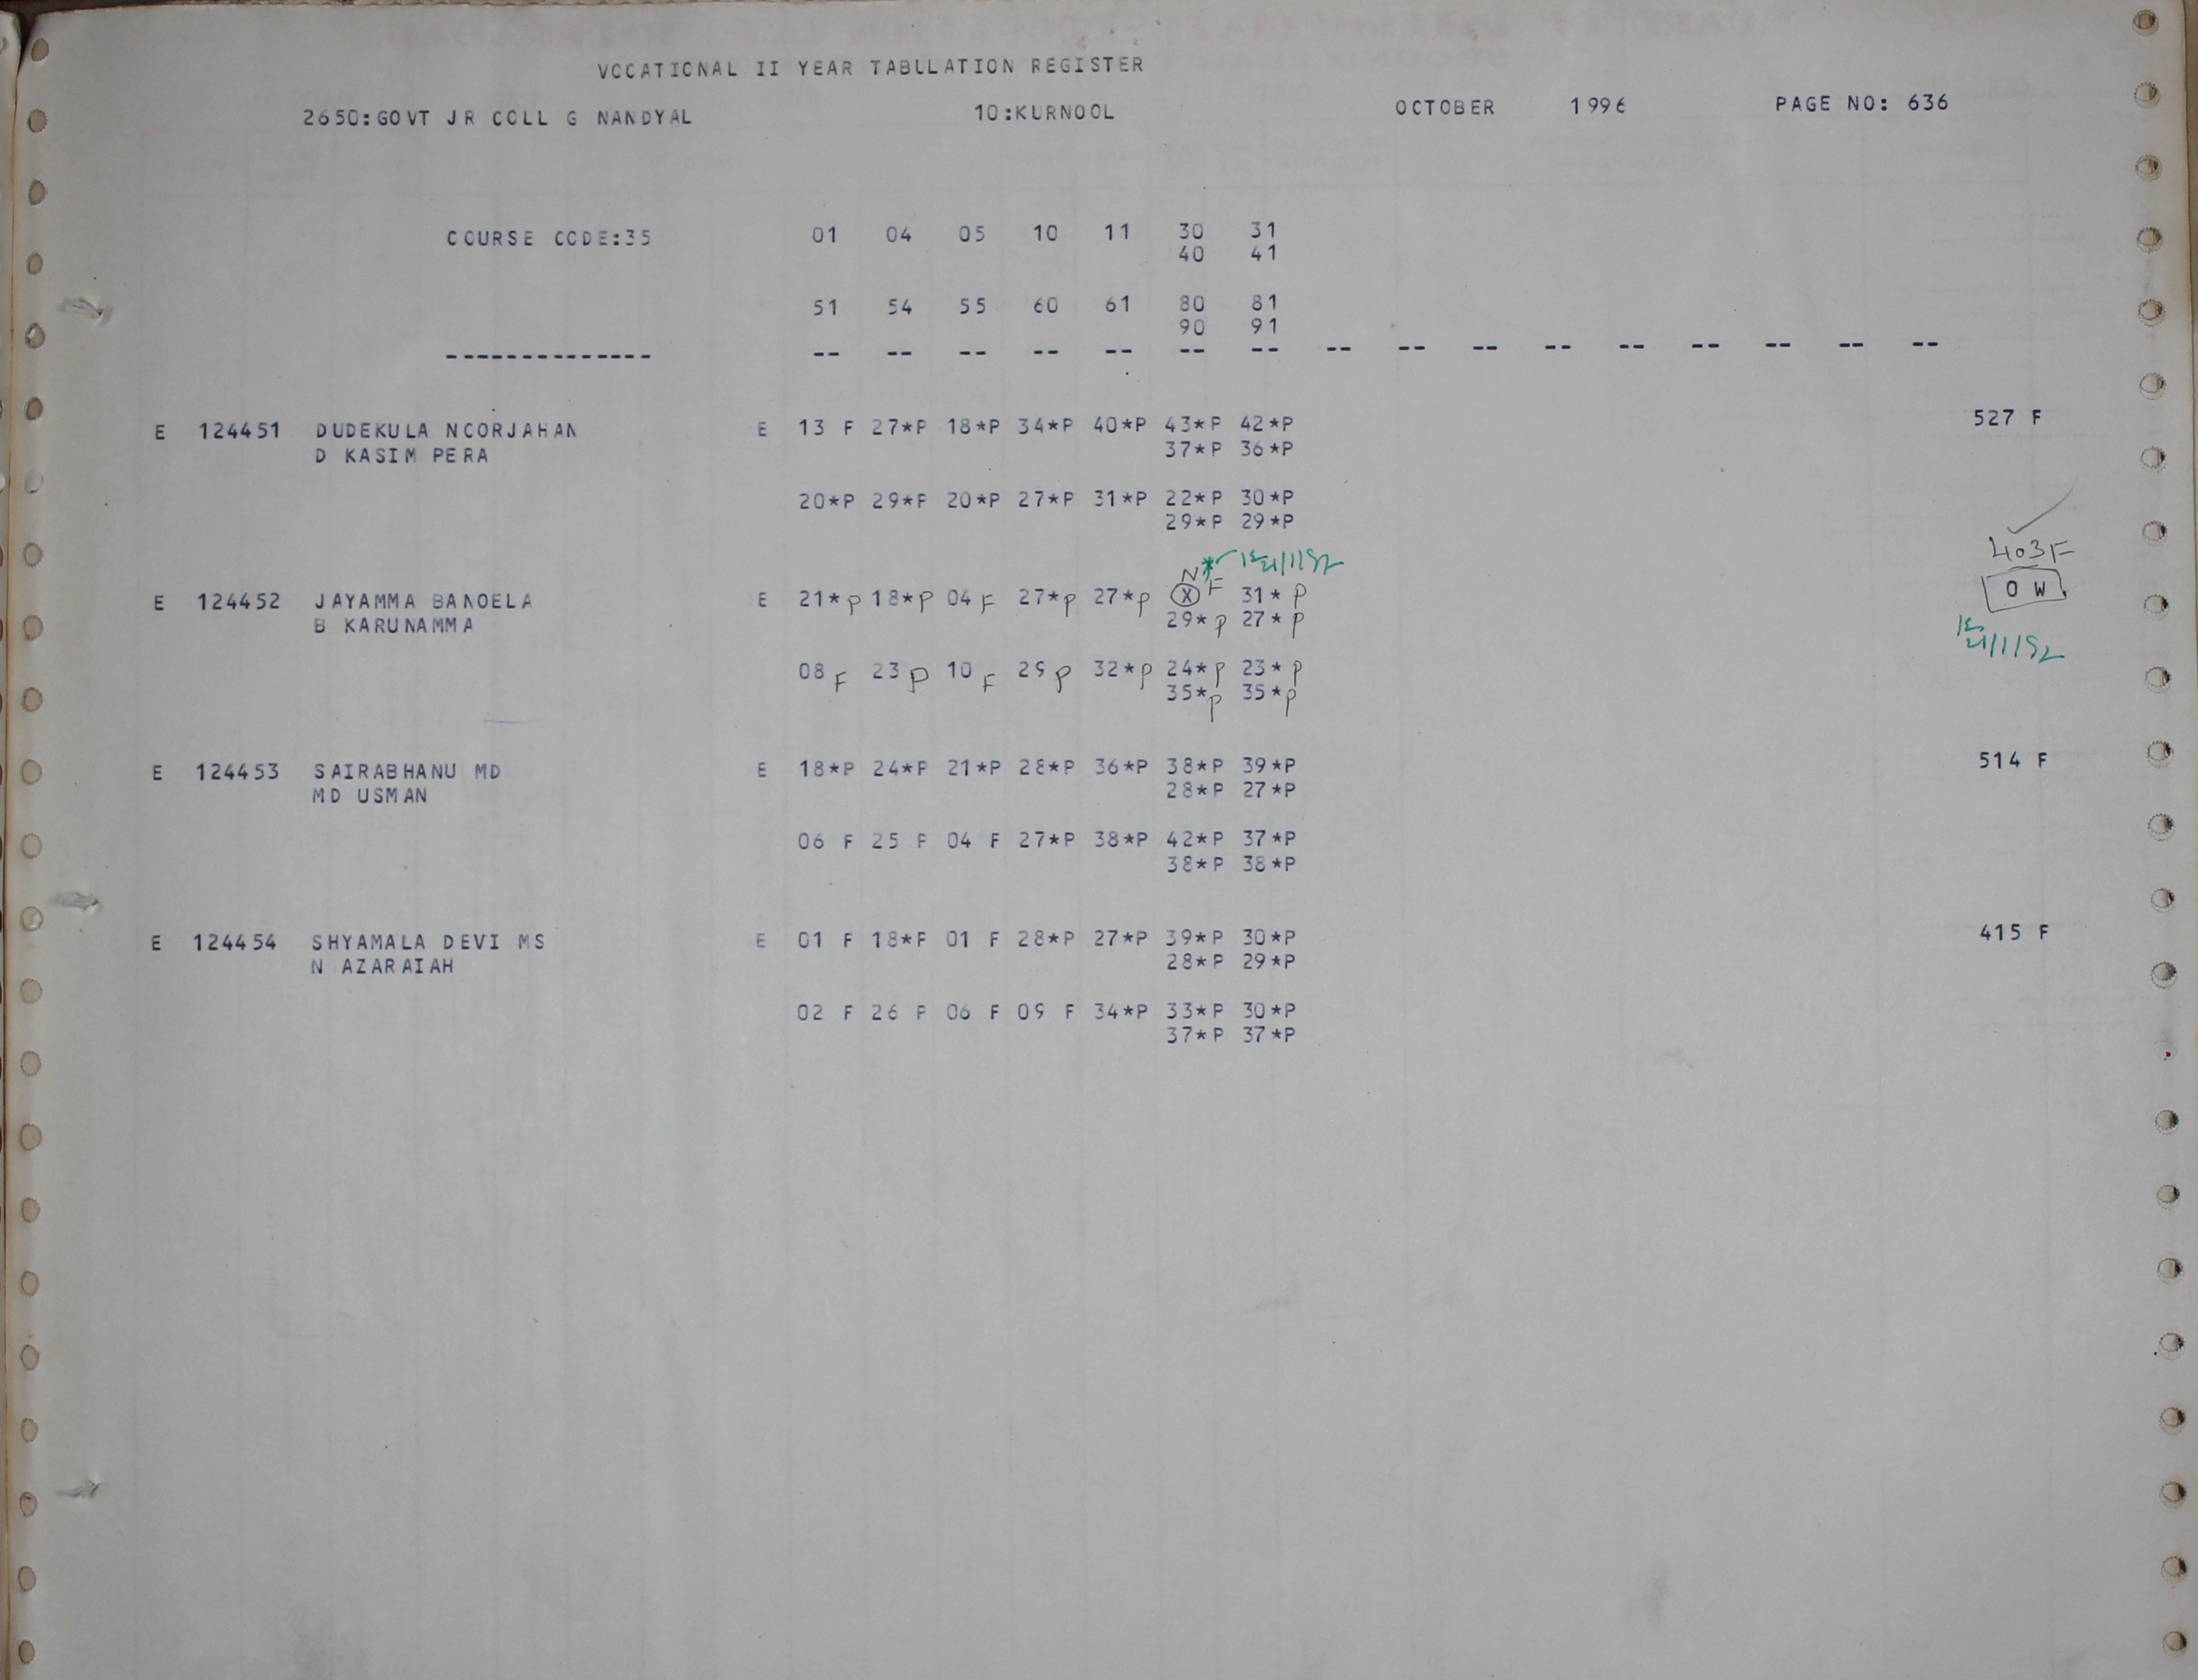 VOCATIONAL II YEAR TABULATION REGISTER
2650:GOVT JR COLL G NANDYAL 10:KURNOOL OCTOBER 1996 PAGE NO: 636
COURSE CODE:35 01 04 05 10 11 30 31
40 41
51 54 55 60 61 80 81
90 91
-------------- -- -- -- -- -- -- -- -- -- -- -- -- -- -- -- --
E 124451 DUDEKULA NOORJAHAN E 13 F 27*P 18*P 34*P 40*P 43*P 42*P 527 F
D KASIM PERA 37*P 36*P
20*P 29*P 20*P 27*P 31*P 22*P 30*P
29*P 29*P
N*
403F
E 124452 JAYAMMA BANOELA E 21*P 18*P 04 F 27*P 27*P X F 31*P O W
B KARUNAMMA 29*P 27*P
08 F 23 P 10 F 29 P 32*P 24*P 23*P
35*P 35*P
E 124453 SAIRABHANU MD E 18*P 24*P 21*P 28*P 36*P 38*P 39*P 514 F
MD USMAN 28*P 27*P
06 F 25 P 04 F 27*P 38*P 42*P 37*P
38*P 38*P
E 124454 SHYAMALA DEVI MS E 01 F 18*P 01 F 28*P 27*P 39*P 30*P 415 F
N AZARAIAH 28*P 29*P
02 F 26 P 06 F 09 F 34*P 33*P 30*P
37*P 37*P